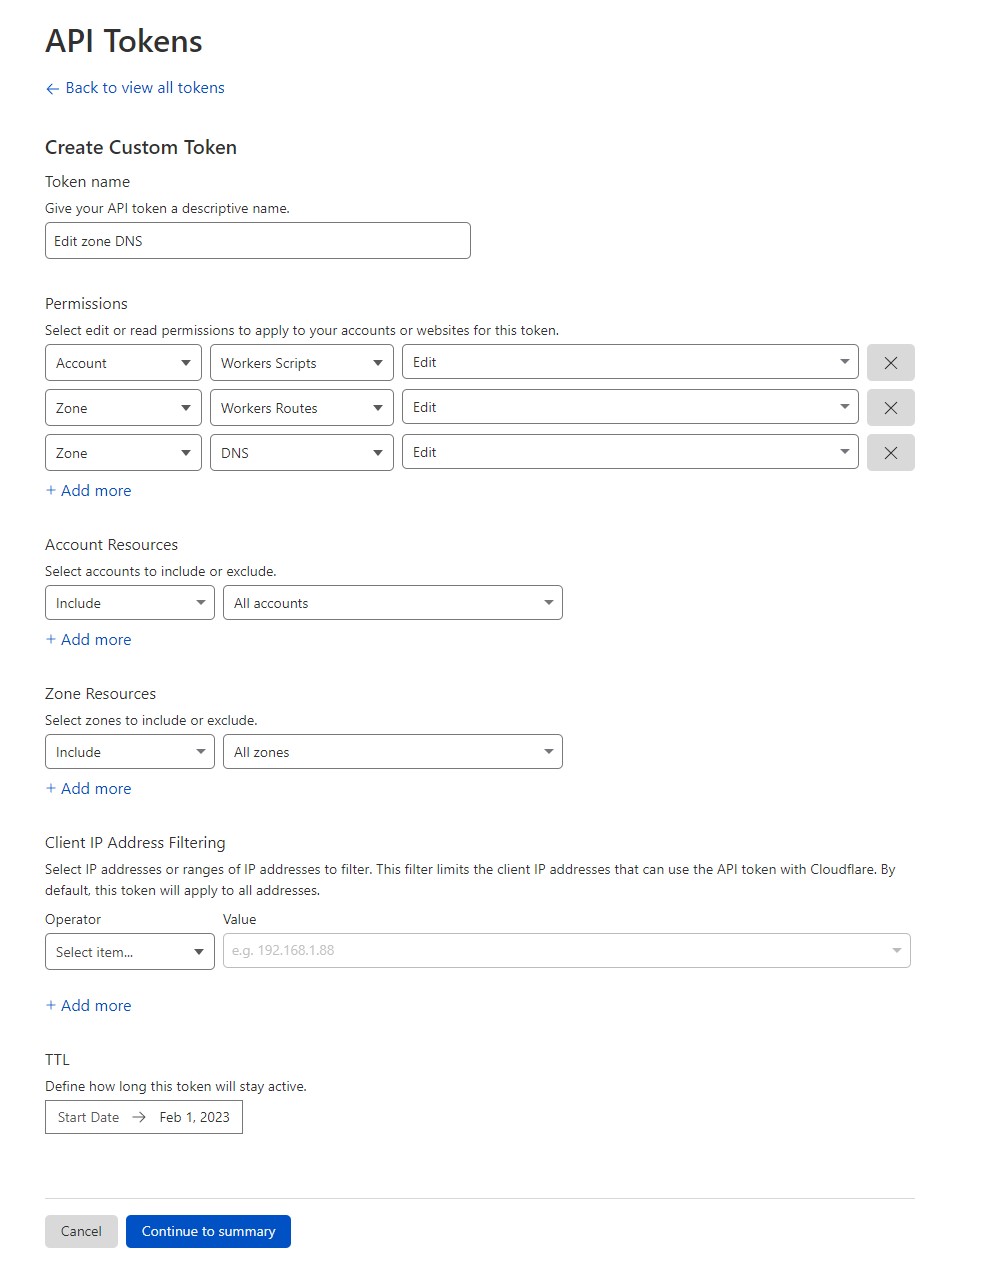 API Tokens
← Back to view all tokens
Create Custom Token
Token name
Give your API token a descriptive name.
Edit zone DNS
Permissions
Select edit or read permissions to apply to your accounts or websites for this token.
Account Workers Scripts Edit
Zone Workers Routes Edit
Zone DNS Edit
+ Add more
Account Resources
Select accounts to include or exclude.
Include All accounts
+ Add more
Zone Resources
Select zones to include or exclude.
Include All zones
+ Add more
Client IP Address Filtering
Select IP addresses or ranges of IP addresses to filter. This filter limits the client IP addresses that can use the API token with Cloudflare. By
default, this token will apply to all addresses.
Operator Value
Select item... e.g. 192.168.1.88
+ Add more
TTL
Define how long this token will stay active.
Start Date → Feb 1, 2023
Cancel Continue to summary